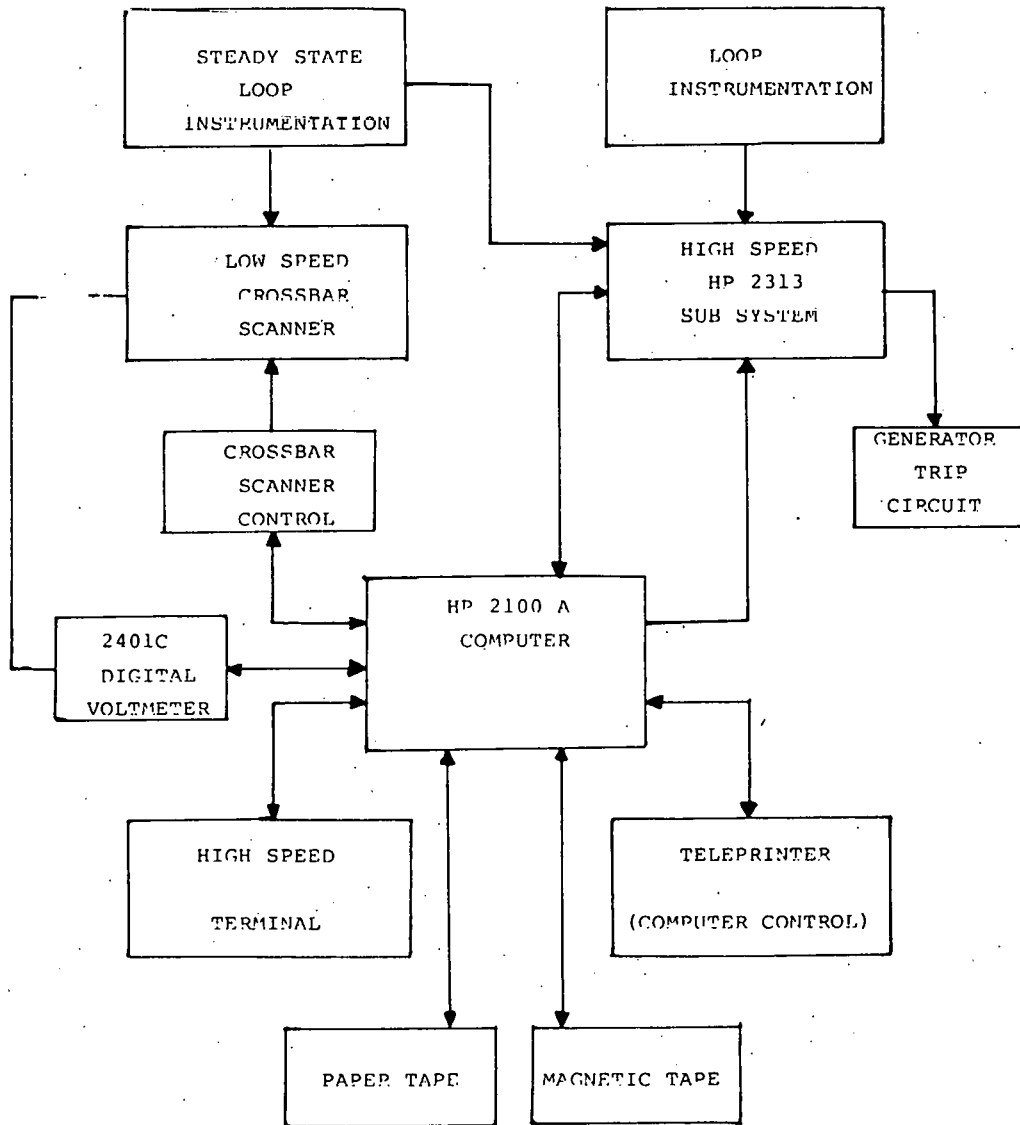 STEADY STATE
LOOP
INSTRUMENTATION
LOOP
INSTRUMENTATION
LOW SPEED
CROSSBAR
SCANNER
HIGH SPEED
HP 2313
SUB SYSTEM
CROSSBAR
SCANNER
CONTROL
GENERATOR
TRIP
CIRCUIT
HP 2100 A
COMPUTER
2401C
DIGITAL
VOLTMETER
HIGH SPEED
TERMINAL
TELEPRINTER
(COMPUTER CONTROL)
PAPER TAPE
MAGNETIC TAPE